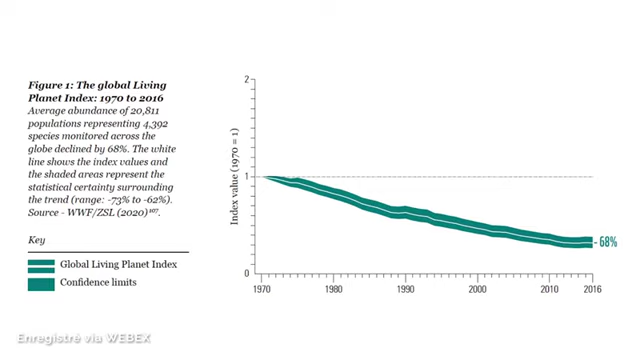 Figure 1: The global Living
Planet Index: 1970 to 2016
Average abundance of 20,811
populations representing 4,392
species monitored across the
globe declined by 68%. The white
line shows the index values and
the shaded areas represent the
statistical certainty surrounding
the trend (range: -73% to -62%).
Source - WWF/ZSL (2020)¹⁰⁷.
Key
Global Living Planet Index
Confidence limits
Index value (1970 = 1)
2
1
0
1970
1980
1990
2000
2010
2016
- 68%
Enregistré via WEBEX